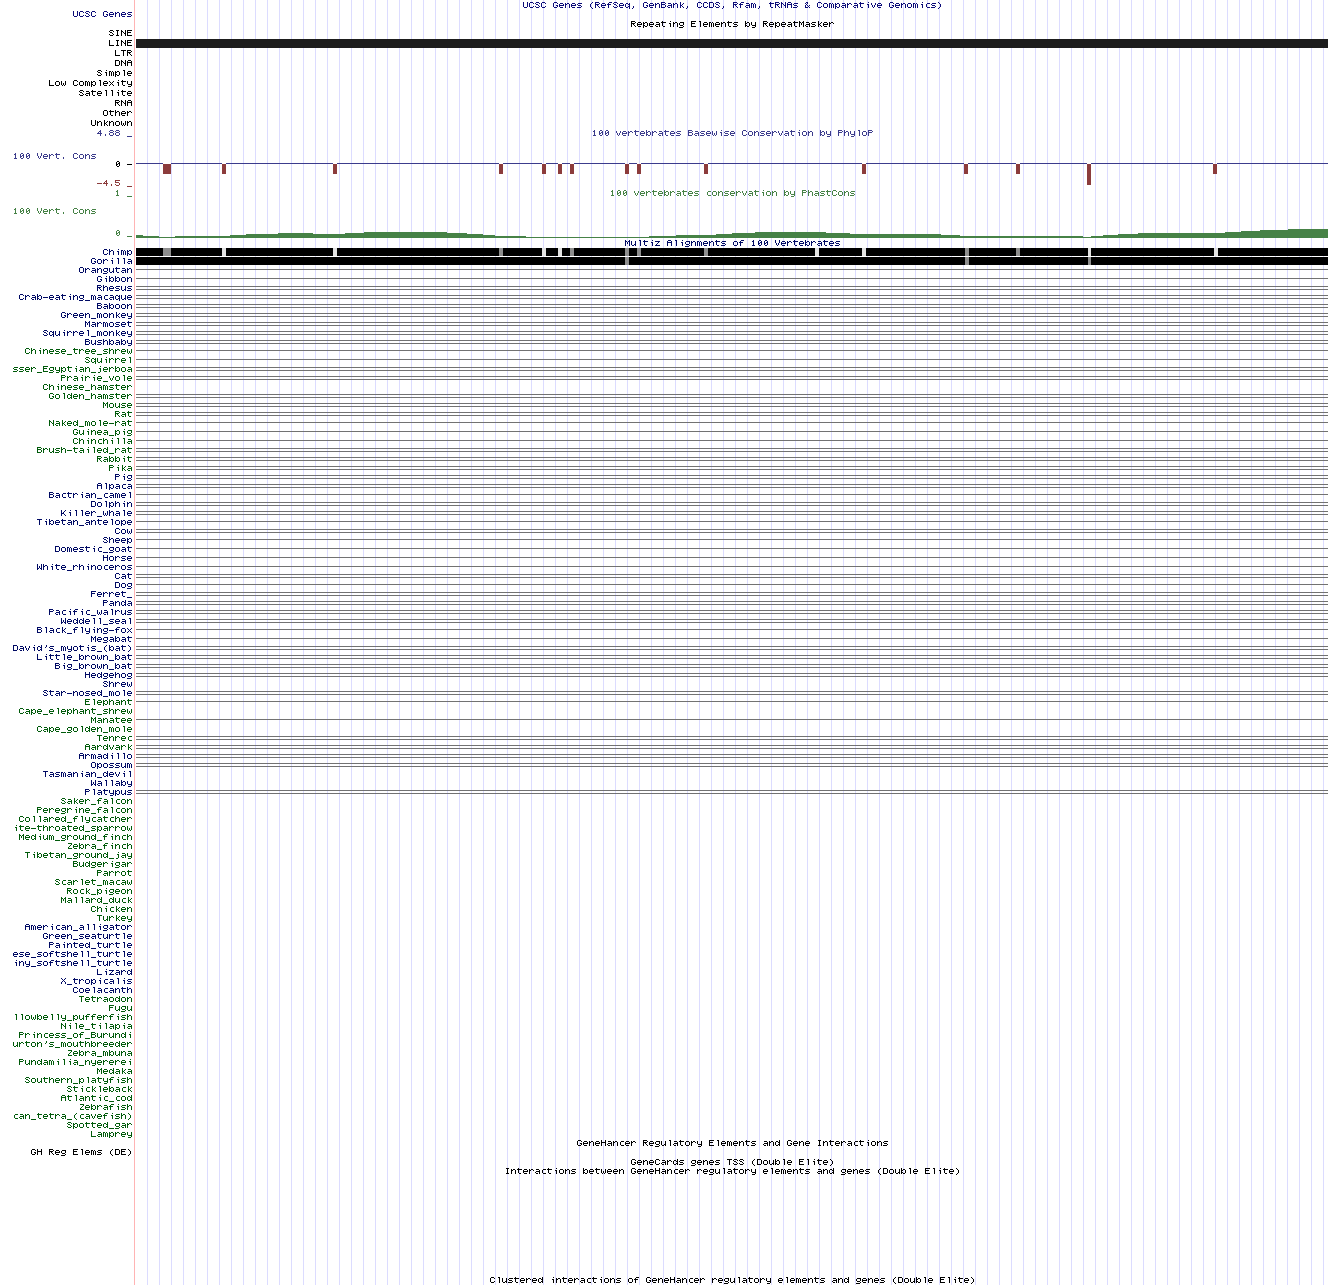 UCSC Genes (RefSeq, GenBank, CCDS, Rfam, tRNAs & Comparative Genomics)
UCSC Genes
Repeating Elements by RepeatMasker
SINE
LINE
LTR
DNA
Simple
Low Complexity
Satellite
RNA
Other
Unknown
4.88 _
100 vertebrates Basewise Conservation by PhyloP
100 Vert. Cons
0 -
-4.5 _
1 _
100 vertebrates conservation by PhastCons
100 Vert. Cons
0 _
Multiz Alignments of 100 Vertebrates
Chimp
Gorilla
Orangutan
Gibbon
Rhesus
Crab-eating_macaque
Baboon
Green_monkey
Marmoset
Squirrel_monkey
Bushbaby
Chinese_tree_shrew
Squirrel
sser_Egyptian_jerboa
Prairie_vole
Chinese_hamster
Golden_hamster
Mouse
Rat
Naked_mole-rat
Guinea_pig
Chinchilla
Brush-tailed_rat
Rabbit
Pika
Pig
Alpaca
Bactrian_camel
Dolphin
Killer_whale
Tibetan_antelope
Cow
Sheep
Domestic_goat
Horse
White_rhinoceros
Cat
Dog
Ferret_
Panda
Pacific_walrus
Weddell_seal
Black_flying-fox
Megabat
David's_myotis_(bat)
Little_brown_bat
Big_brown_bat
Hedgehog
Shrew
Star-nosed_mole
Elephant
Cape_elephant_shrew
Manatee
Cape_golden_mole
Tenrec
Aardvark
Armadillo
Opossum
Tasmanian_devil
Wallaby
Platypus
Saker_falcon
Peregrine_falcon
Collared_flycatcher
ite-throated_sparrow
Medium_ground_finch
Zebra_finch
Tibetan_ground_jay
Budgerigar
Parrot
Scarlet_macaw
Rock_pigeon
Mallard_duck
Chicken
Turkey
American_alligator
Green_seaturtle
Painted_turtle
ese_softshell_turtle
iny_softshell_turtle
Lizard
X_tropicalis
Coelacanth
Tetraodon
Fugu
llowbelly_pufferfish
Nile_tilapia
Princess_of_Burundi
urton's_mouthbreeder
Zebra_mbuna
Pundamilia_nyererei
Medaka
Southern_platyfish
Stickleback
Atlantic_cod
Zebrafish
can_tetra_(cavefish)
Spotted_gar
Lamprey
GeneHancer Regulatory Elements and Gene Interactions
GH Reg Elems (DE)
GeneCards genes TSS (Double Elite)
Interactions between GeneHancer regulatory elements and genes (Double Elite)
Clustered interactions of GeneHancer regulatory elements and genes (Double Elite)